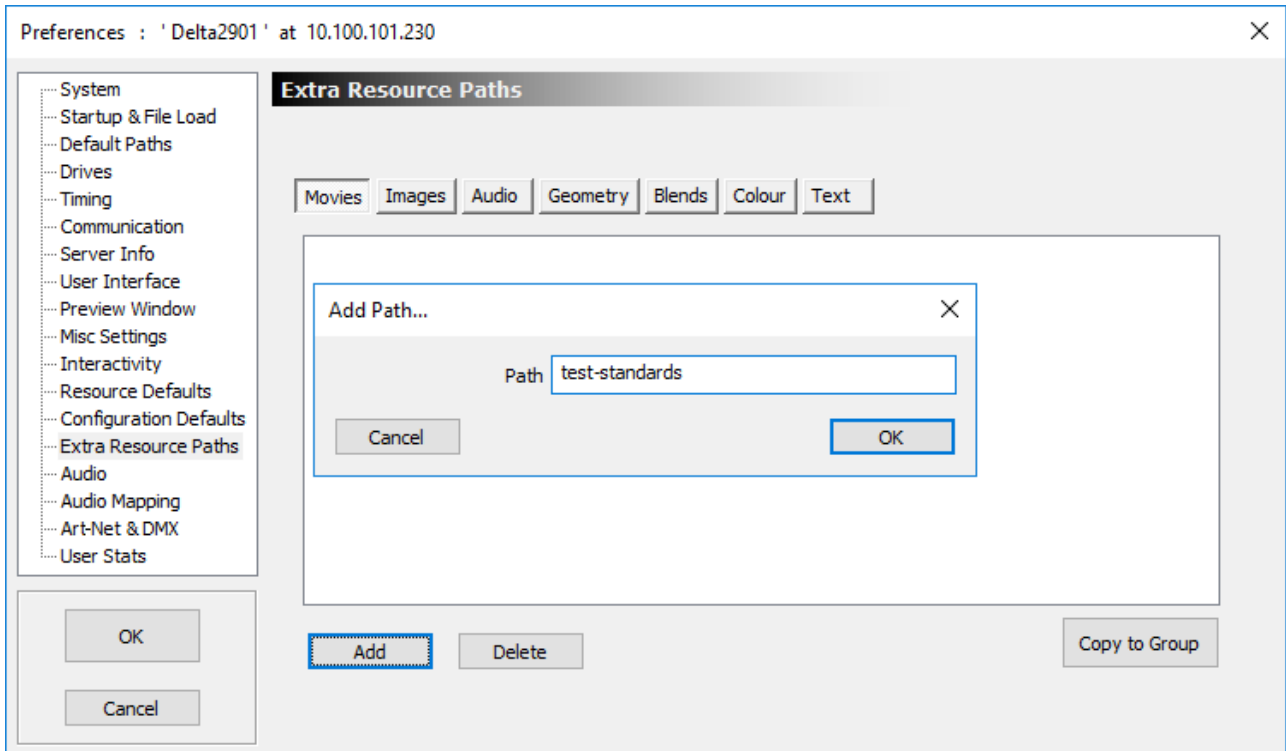 Preferences : ' Delta2901 ' at 10.100.101.230
System
Startup & File Load
Default Paths
Drives
Timing
Communication
Server Info
User Interface
Preview Window
Misc Settings
Interactivity
Resource Defaults
Configuration Defaults
Extra Resource Paths
Audio
Audio Mapping
Art-Net & DMX
User Stats
OK
Cancel
Extra Resource Paths
Movies Images Audio Geometry Blends Colour Text
Add Path...
Path test-standards
Cancel OK
Add Delete Copy to Group